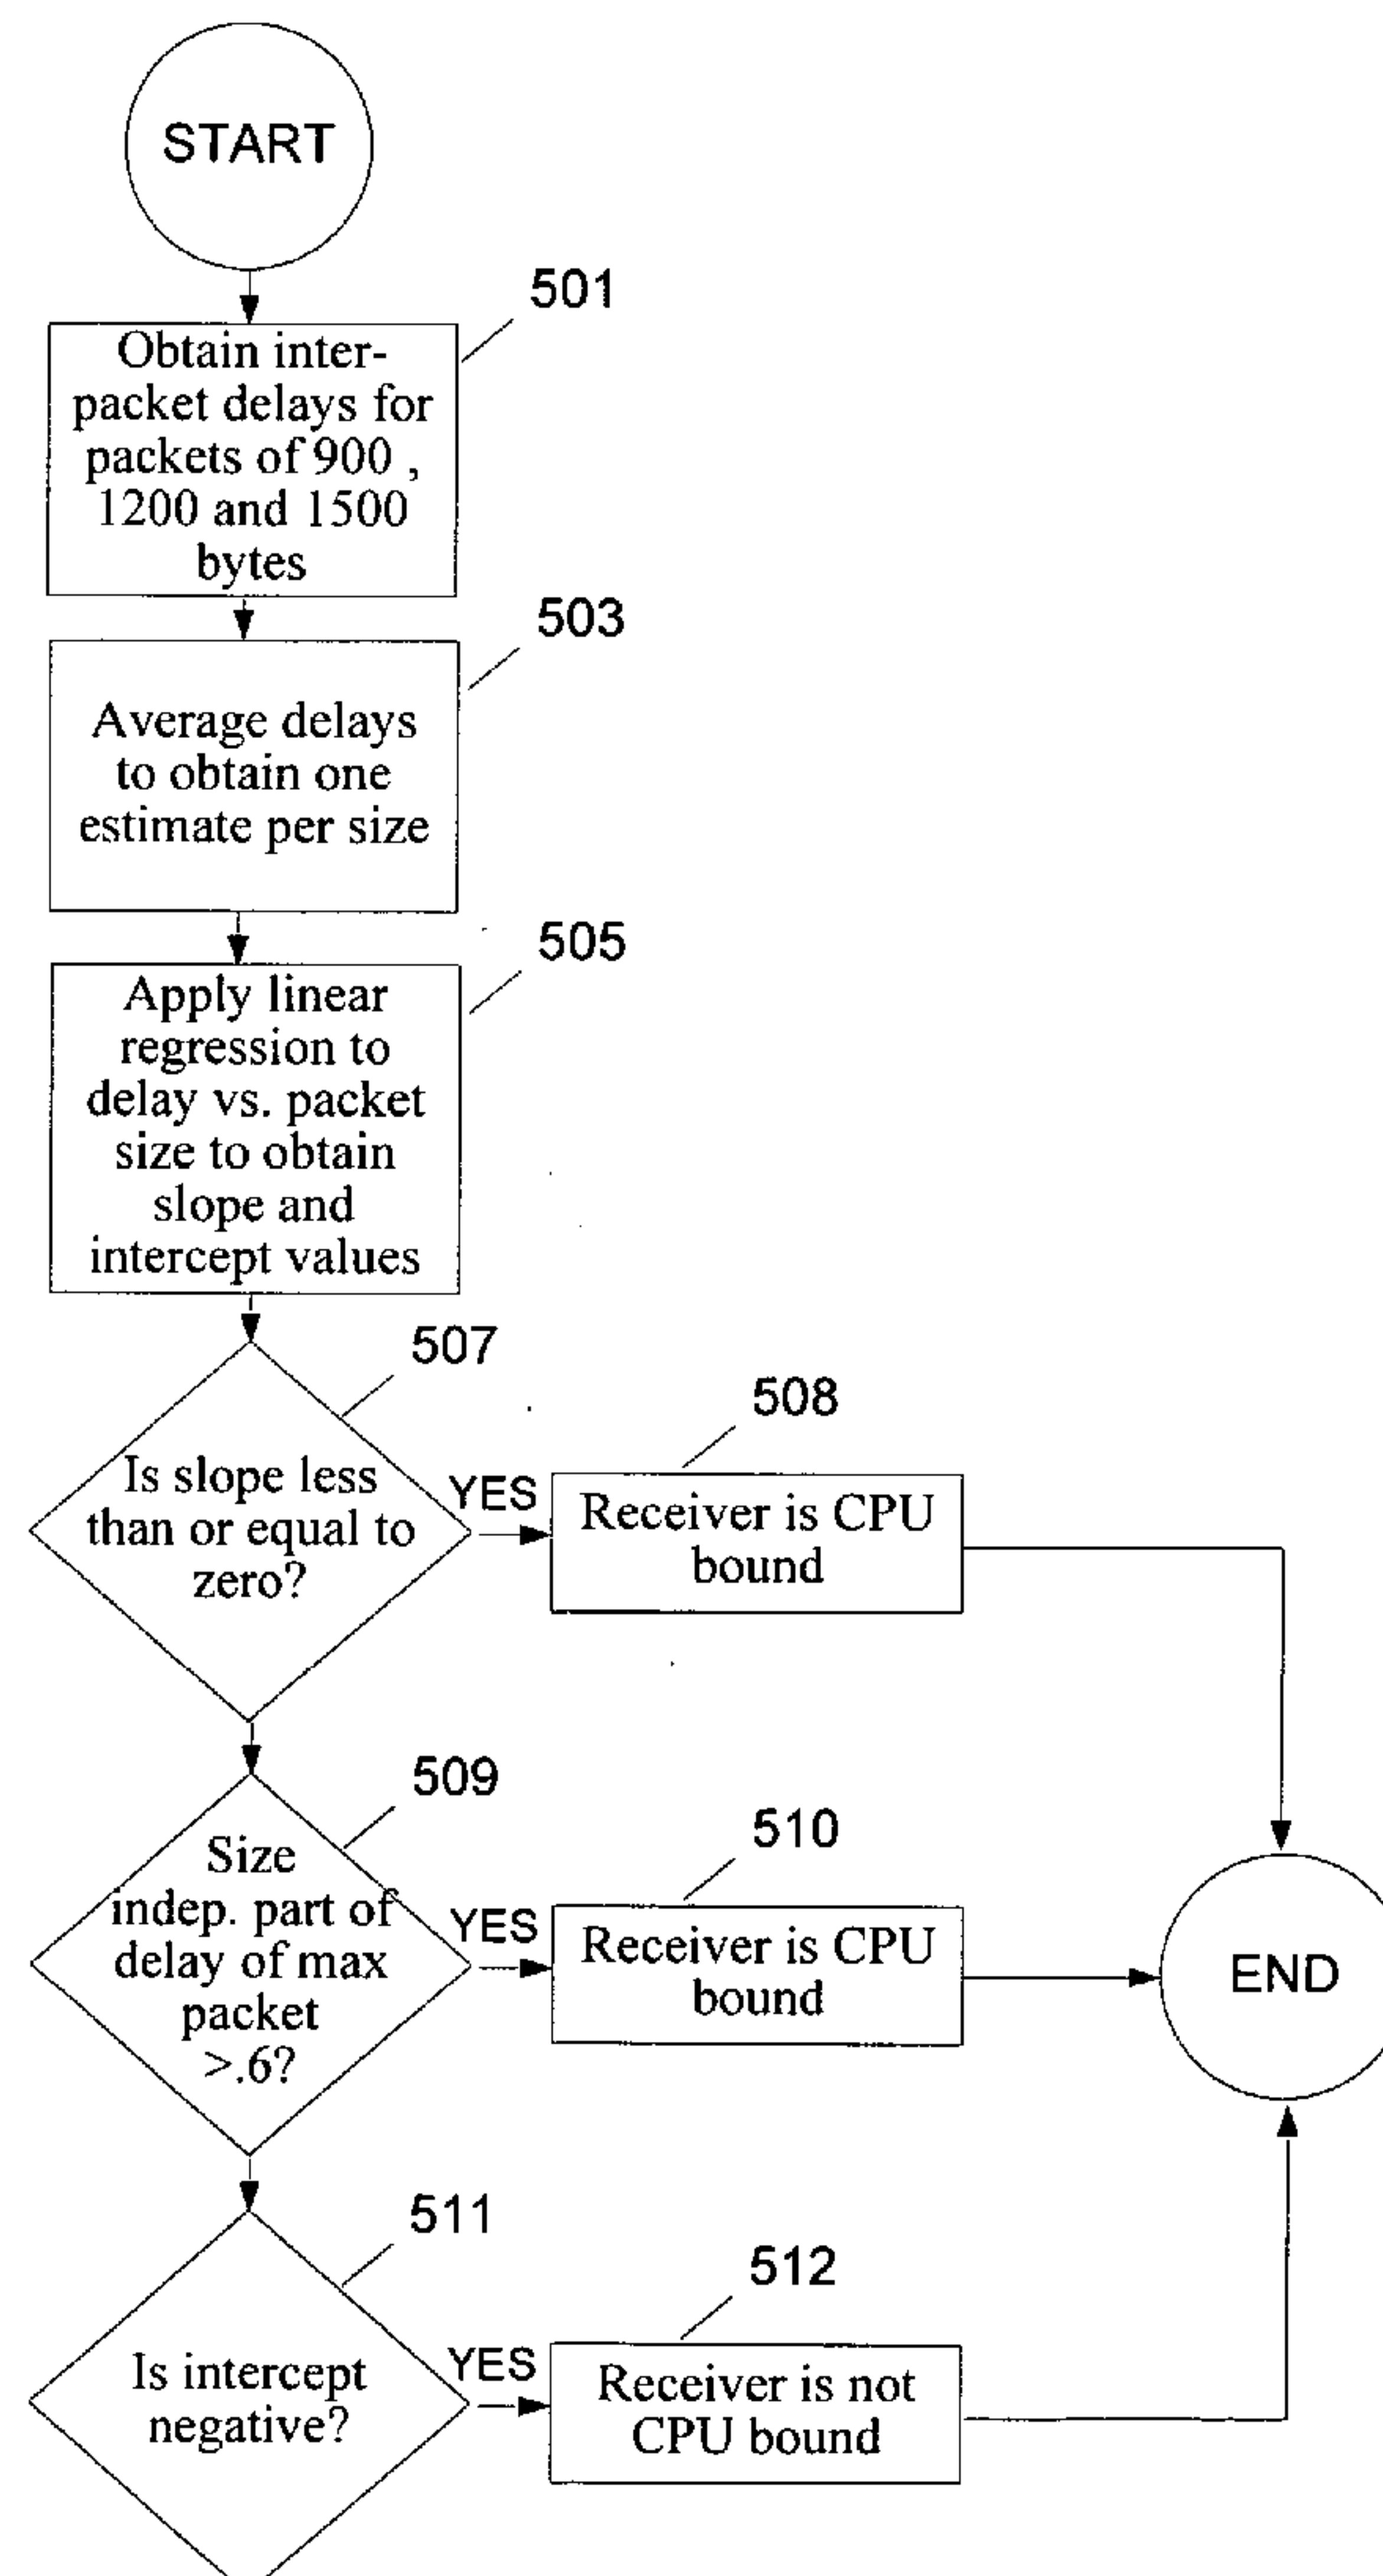 START
501
Obtain inter-
packet delays for
packets of 900 ,
1200 and 1500
bytes
503
Average delays
to obtain one
estimate per size
505
Apply linear
regression to
delay vs. packet
size to obtain
slope and
intercept values
507
Is slope less
than or equal to
zero?
YES
508
Receiver is CPU
bound
509
Size
indep. part of
delay of max
packet
>.6?
YES
510
Receiver is CPU
bound
END
511
Is intercept
negative?
YES
512
Receiver is not
CPU bound